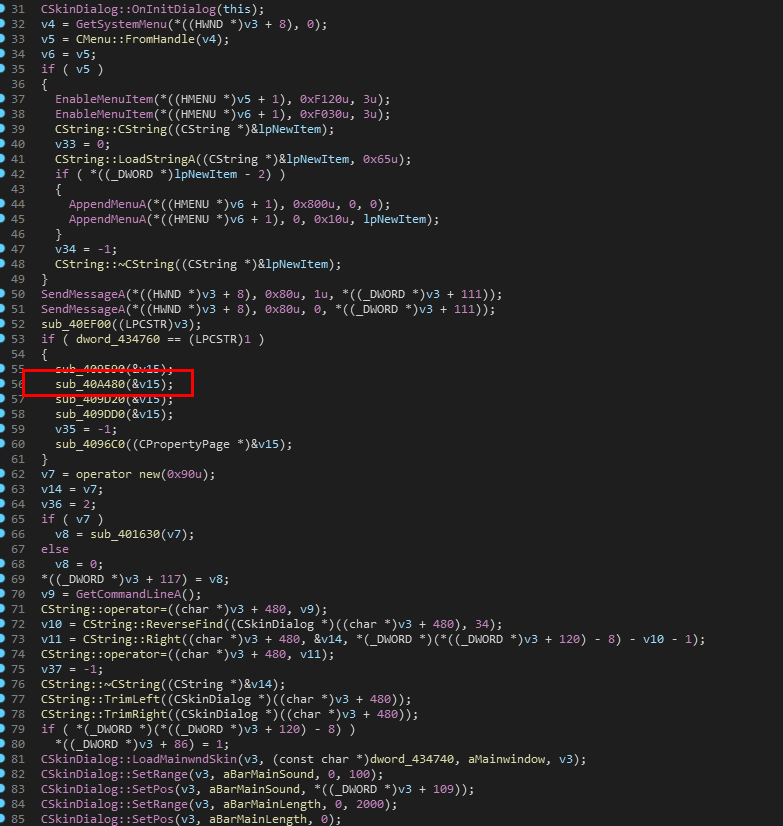 31 CSkinDialog::OnInitDialog(this);
32 v4 = GetSystemMenu(*((HWND *)v3 + 8), 0);
33 v5 = CMenu::FromHandle(v4);
34 v6 = v5;
35 if ( v5 )
36 {
37 EnableMenuItem(*((HMENU *)v5 + 1), 0xF120u, 3u);
38 EnableMenuItem(*((HMENU *)v6 + 1), 0xF030u, 3u);
39 CString::CString((CString *)&lpNewItem);
40 v33 = 0;
41 CString::LoadStringA((CString *)&lpNewItem, 0x65u);
42 if ( *((_DWORD *)lpNewItem - 2) )
43 {
44 AppendMenuA(*((HMENU *)v6 + 1), 0x800u, 0, 0);
45 AppendMenuA(*((HMENU *)v6 + 1), 0, 0x10u, lpNewItem);
46 }
47 v34 = -1;
48 CString::~CString((CString *)&lpNewItem);
49 }
50 SendMessageA(*((HWND *)v3 + 8), 0x80u, 1u, *((_DWORD *)v3 + 111));
51 SendMessageA(*((HWND *)v3 + 8), 0x80u, 0, *((_DWORD *)v3 + 111));
52 sub_40EF00((LPCSTR)v3);
53 if ( dword_434760 == (LPCSTR)1 )
54 {
55 sub_409590(&v15);
56 sub_40A480(&v15);
57 sub_409D20(&v15);
58 sub_409DD0(&v15);
59 v35 = -1;
60 sub_4096C0((CPropertyPage *)&v15);
61 }
62 v7 = operator new(0x90u);
63 v14 = v7;
64 v36 = 2;
65 if ( v7 )
66 v8 = sub_401630(v7);
67 else
68 v8 = 0;
69 *((_DWORD *)v3 + 117) = v8;
70 v9 = GetCommandLineA();
71 CString::operator=((char *)v3 + 480, v9);
72 v10 = CString::ReverseFind((CSkinDialog *)((char *)v3 + 480), 34);
73 v11 = CString::Right((char *)v3 + 480, &v14, *(_DWORD *)(*((_DWORD *)v3 + 120) - 8) - v10 - 1);
74 CString::operator=((char *)v3 + 480, v11);
75 v37 = -1;
76 CString::~CString((CString *)&v14);
77 CString::TrimLeft((CSkinDialog *)((char *)v3 + 480));
78 CString::TrimRight((CSkinDialog *)((char *)v3 + 480));
79 if ( *(_DWORD *)(*((_DWORD *)v3 + 120) - 8) )
80 *((_DWORD *)v3 + 86) = 1;
81 CSkinDialog::LoadMainwndSkin(v3, (const char *)dword_434740, aMainwindow, v3);
82 CSkinDialog::SetRange(v3, aBarMainSound, 0, 100);
83 CSkinDialog::SetPos(v3, aBarMainSound, *((_DWORD *)v3 + 109));
84 CSkinDialog::SetRange(v3, aBarMainLength, 0, 2000);
85 CSkinDialog::SetPos(v3, aBarMainLength, 0);